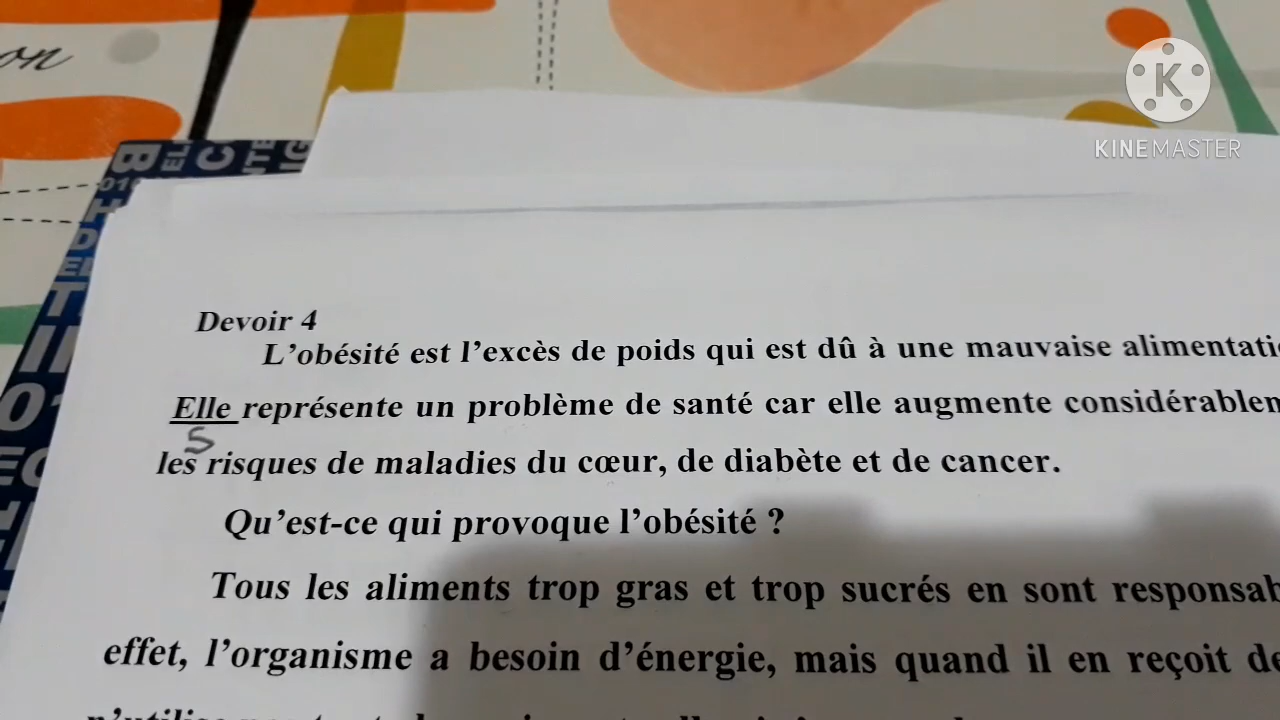 on
KINEMASTER
Devoir 4
L'obésité est l'excès de poids qui est dû à une mauvaise
Elle représente un problème de santé car elle augmente
s
les risques de maladies du cœur, de diabète et de cancer.
Qu'est-ce qui provoque l'obésité ?
Tous les aliments trop gras et trop sucrés en sont
effet, l'organisme a besoin d'énergie, mais quand il en reçoit